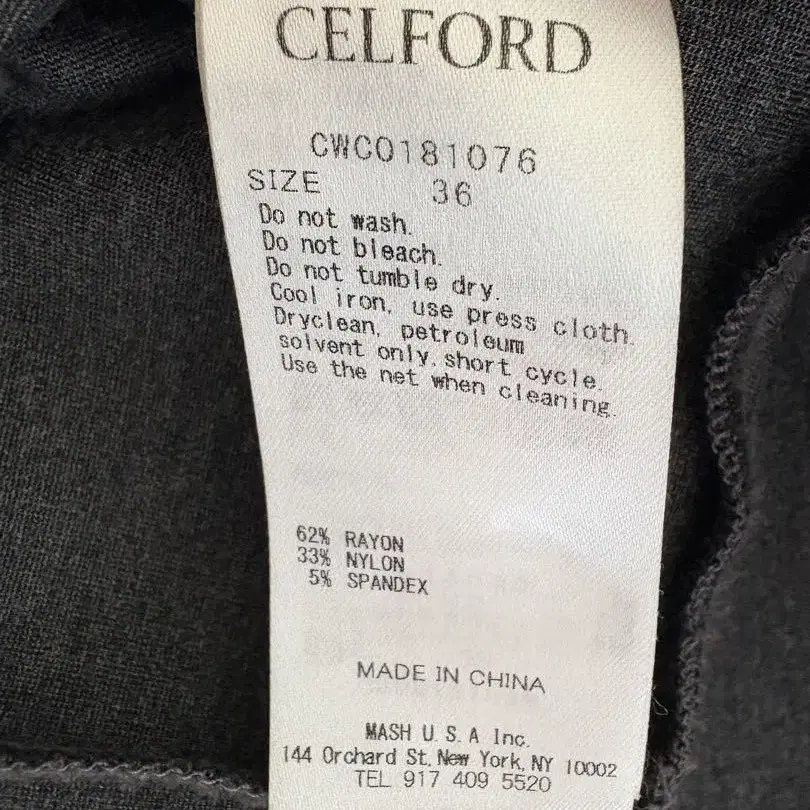 CELFORD
CWCO181076
SIZE 36
Do not wash.
Do not bleach.
Do not tumble dry.
Cool iron, use press cloth.
Dryclean, petroleum
solvent only. short cycle.
Use the net when cleaning.
62% RAYON
33% NYLON
5% SPANDEX
MADE IN CHINA
MASH U.S.A Inc.
144 Orchard St, New York, NY 10002
TEL 917 409 5520